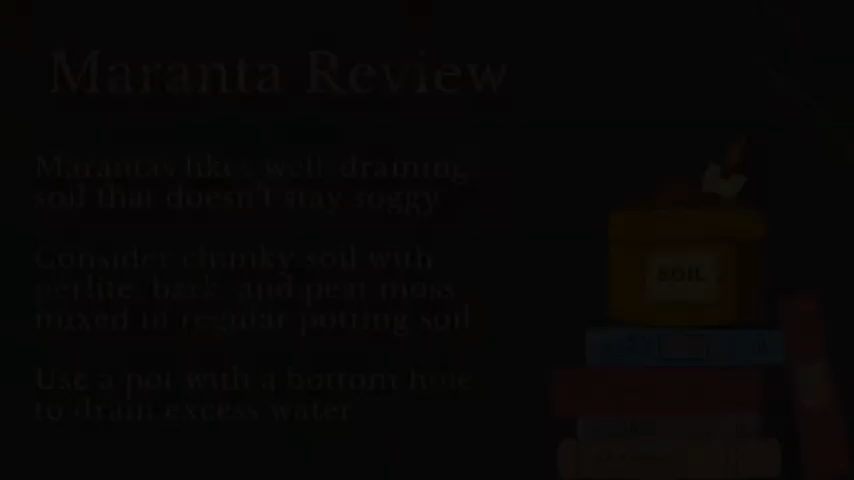 Maranta Review
Marantas likes well-draining
soil that doesn't stay soggy
Consider chunky soil with
perlite, bark, and peat moss
mixed in regular potting soil
Use a pot with a bottom hole
to drain excess water
SOIL